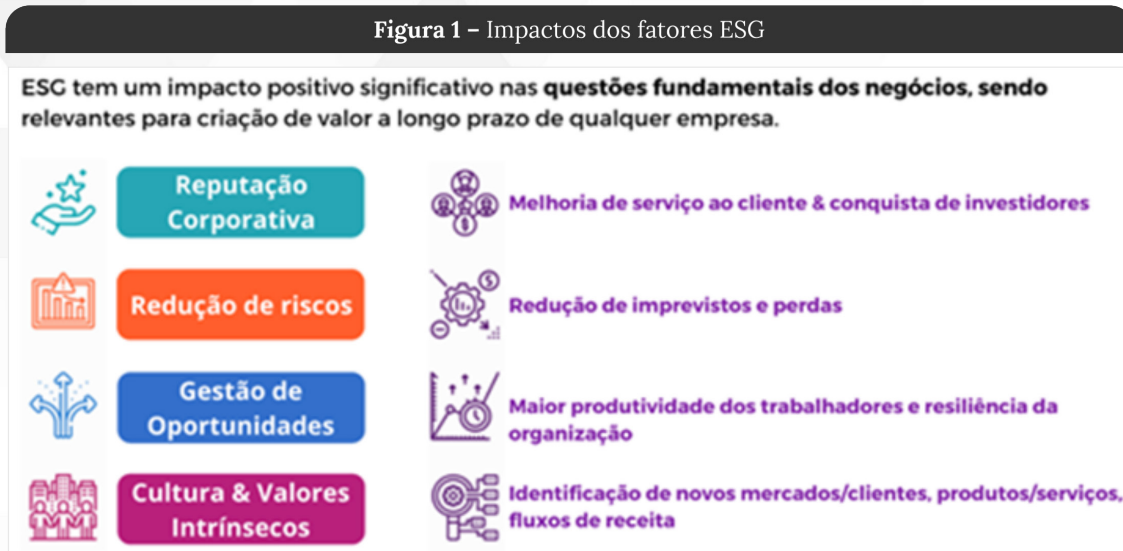 Figura 1 – Impactos dos fatores ESG
ESG tem um impacto positivo significativo nas questões fundamentais dos negócios, sendo
relevantes para criação de valor a longo prazo de qualquer empresa.
Reputação
Corporativa
Melhoria de serviço ao cliente & conquista de investidores
Redução de riscos
Redução de imprevistos e perdas
Gestão de
Oportunidades
Maior produtividade dos trabalhadores e resiliência da
organização
Cultura & Valores
Intrínsecos
Identificação de novos mercados/clientes, produtos/serviços,
fluxos de receita